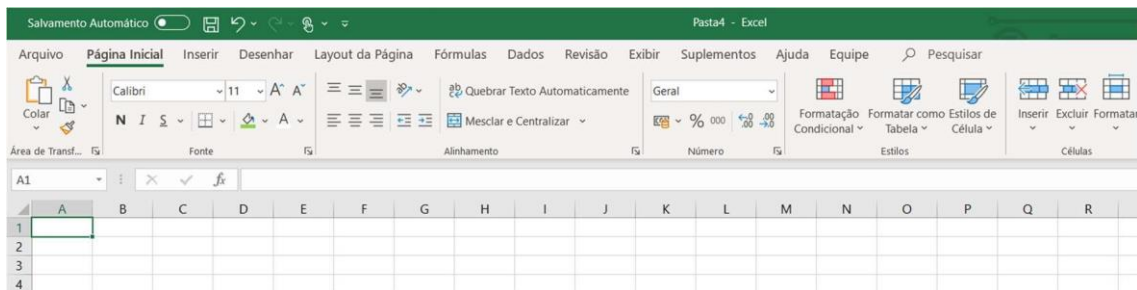 Salvamento Automático Pasta4 - Excel
Arquivo Página Inicial Inserir Desenhar Layout da Página Fórmulas Dados Revisão Exibir Suplementos Ajuda Equipe Pesquisar
Colar Calibri 11 A^ A˅ ab Quebrar Texto Automaticamente Geral Formatação Condicional Formatar como Tabela Estilos de Célula Inserir Excluir Formatar
N I S A Mesclar e Centralizar % 000
Área de Transf... Fonte Alinhamento Número Estilos Células
A1 fx
A B C D E F G H I J K L M N O P Q R
1
2
3
4